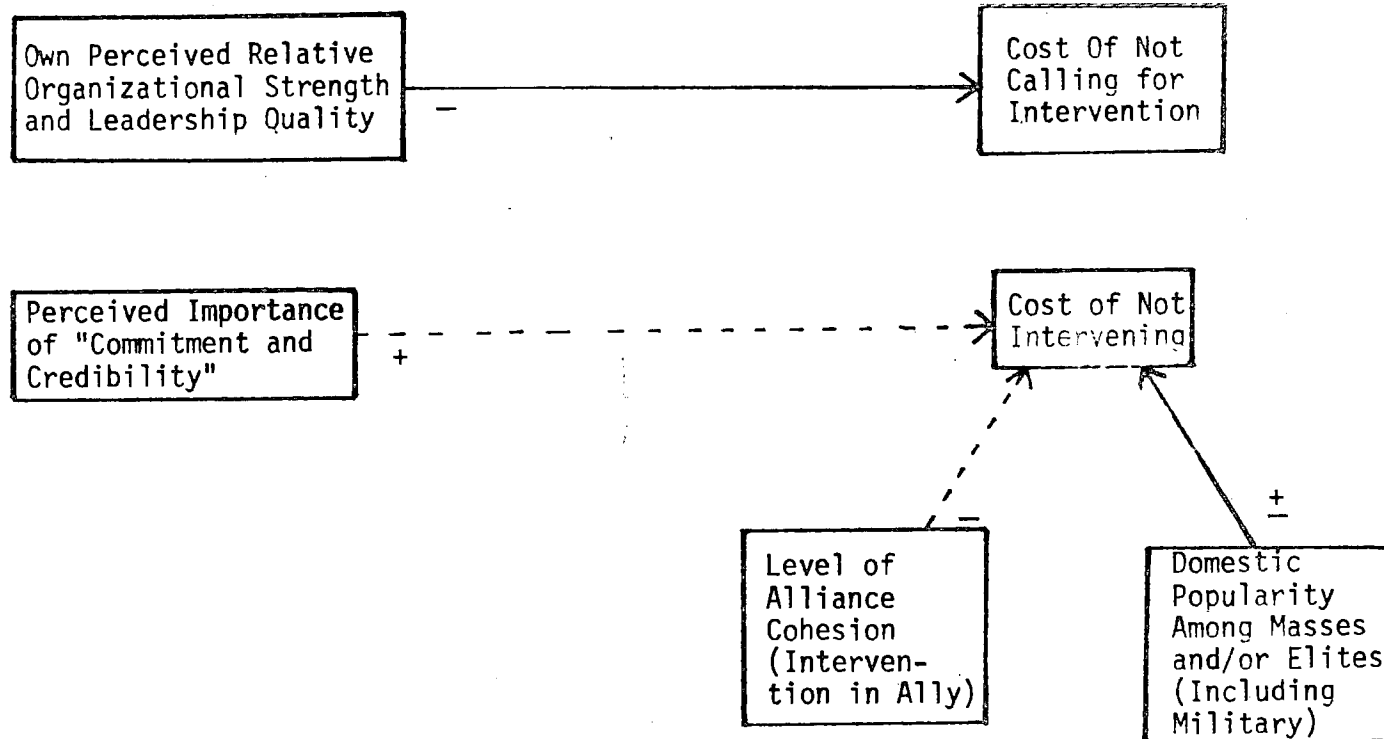 Own Perceived Relative
Organizational Strength
and Leadership Quality
−
Cost Of Not
Calling for
Intervention
Perceived Importance
of "Commitment and
Credibility"
+
Cost of Not
Intervening
−
±
Level of
Alliance
Cohesion
(Interven-
tion in Ally)
Domestic
Popularity
Among Masses
and/or Elites
(Including
Military)